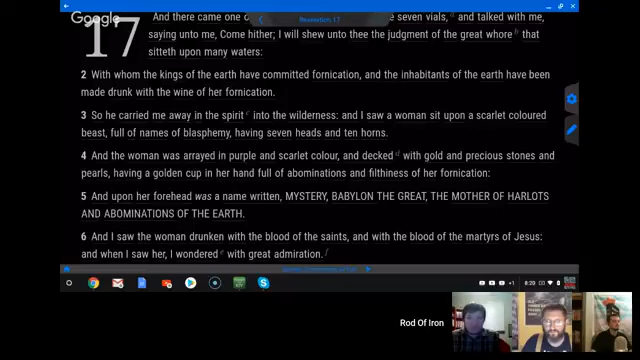 Google
Revelation 17
17 And there came one o seven vials, a and talked with me,
saying unto me, Come hither; I will shew unto thee the judgment of the great whore b that
sitteth upon many waters:
2 With whom the kings of the earth have committed fornication, and the inhabitants of the earth have been
made drunk with the wine of her fornication.
3 So he carried me away in the spirit c into the wilderness: and I saw a woman sit upon a scarlet coloured
beast, full of names of blasphemy, having seven heads and ten horns.
4 And the woman was arrayed in purple and scarlet colour, and decked d with gold and precious stones and
pearls, having a golden cup in her hand full of abominations and filthiness of her fornication:
5 And upon her forehead was a name written, MYSTERY, BABYLON THE GREAT, THE MOTHER OF HARLOTS
AND ABOMINATIONS OF THE EARTH.
6 And I saw the woman drunken with the blood of the saints, and with the blood of the martyrs of Jesus:
and when I saw her, I wondered e with great admiration. f
+1
8:20
Rod Of Iron